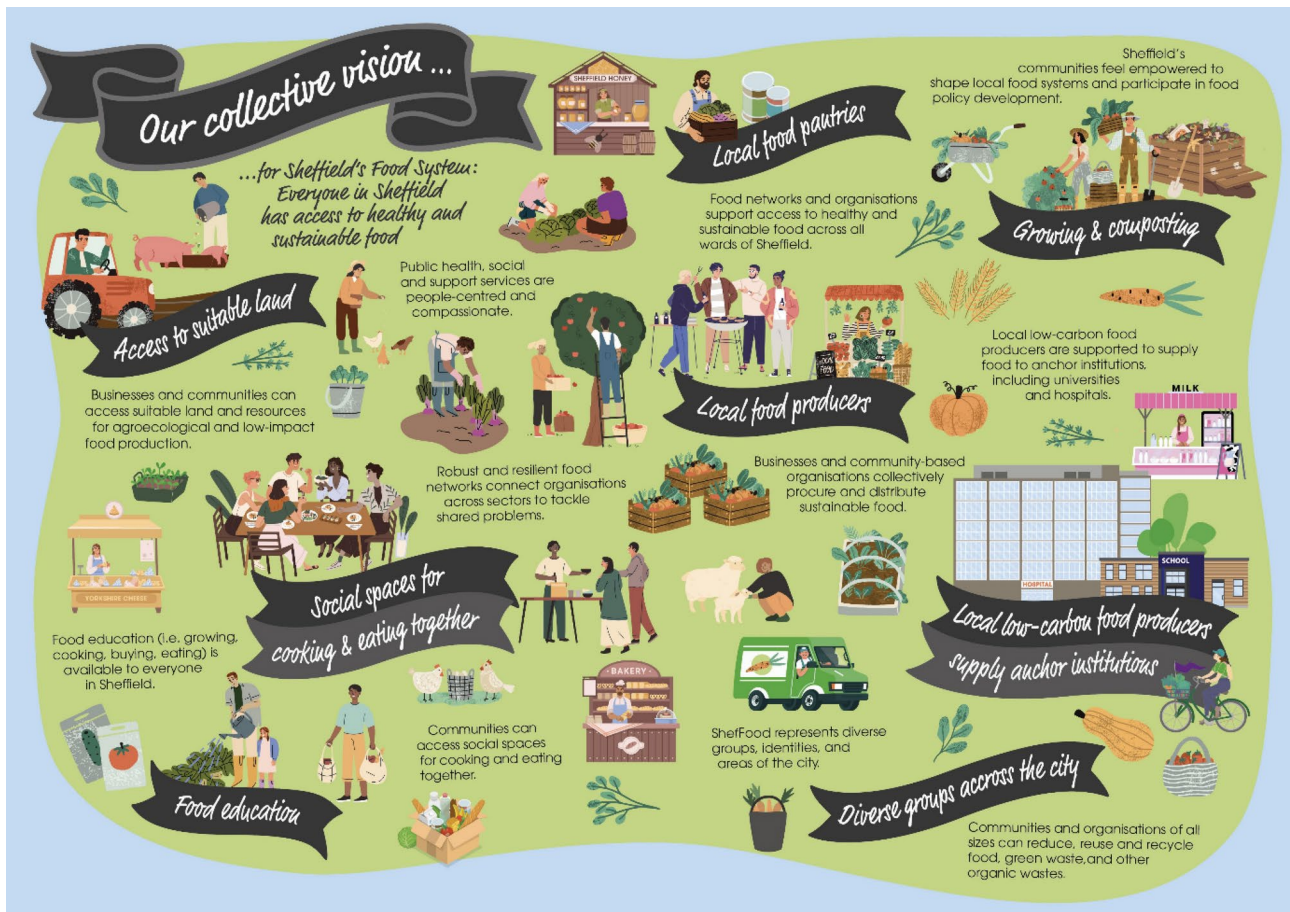 Our collective vision ...
...for Sheffield's Food System:
Everyone in Sheffield
has access to healthy and
sustainable food
SHEFFIELD HONEY
Local food pantries
Sheffield's
communities feel empowered to
shape local food systems and participate in food
policy development.
Food networks and organisations
support access to healthy and
sustainable food across all
wards of Sheffield.
Growing & composting
Access to suitable land
Public health, social
and support services are
people-centred and
compassionate.
LOCAL
FOOD
Local food producers
Local low-carbon food
producers are supported to supply
food to anchor institutions,
including universities
and hospitals.
MILK
Businesses and communities can
access suitable land and resources
for agroecological and low-impact
food production.
Robust and resilient food
networks connect organisations
across sectors to tackle
shared problems.
Businesses and community-based
organisations collectively
procure and distribute
sustainable food.
YORKSHIRE CHEESE
Social spaces for
cooking & eating together
HORPITAL
SCHOOL
Local low-carbon food producers
supply anchor institutions
Food education (i.e. growing,
cooking, buying, eating) is
available to everyone
in Sheffield.
BAKERY
Communities can
access social spaces
for cooking and eating
together.
ShefFood represents diverse
groups, identities, and
areas of the city.
Food education
Diverse groups accross the city
Communities and organisations of all
sizes can reduce, reuse and recycle
food, green waste,and other
organic wastes.